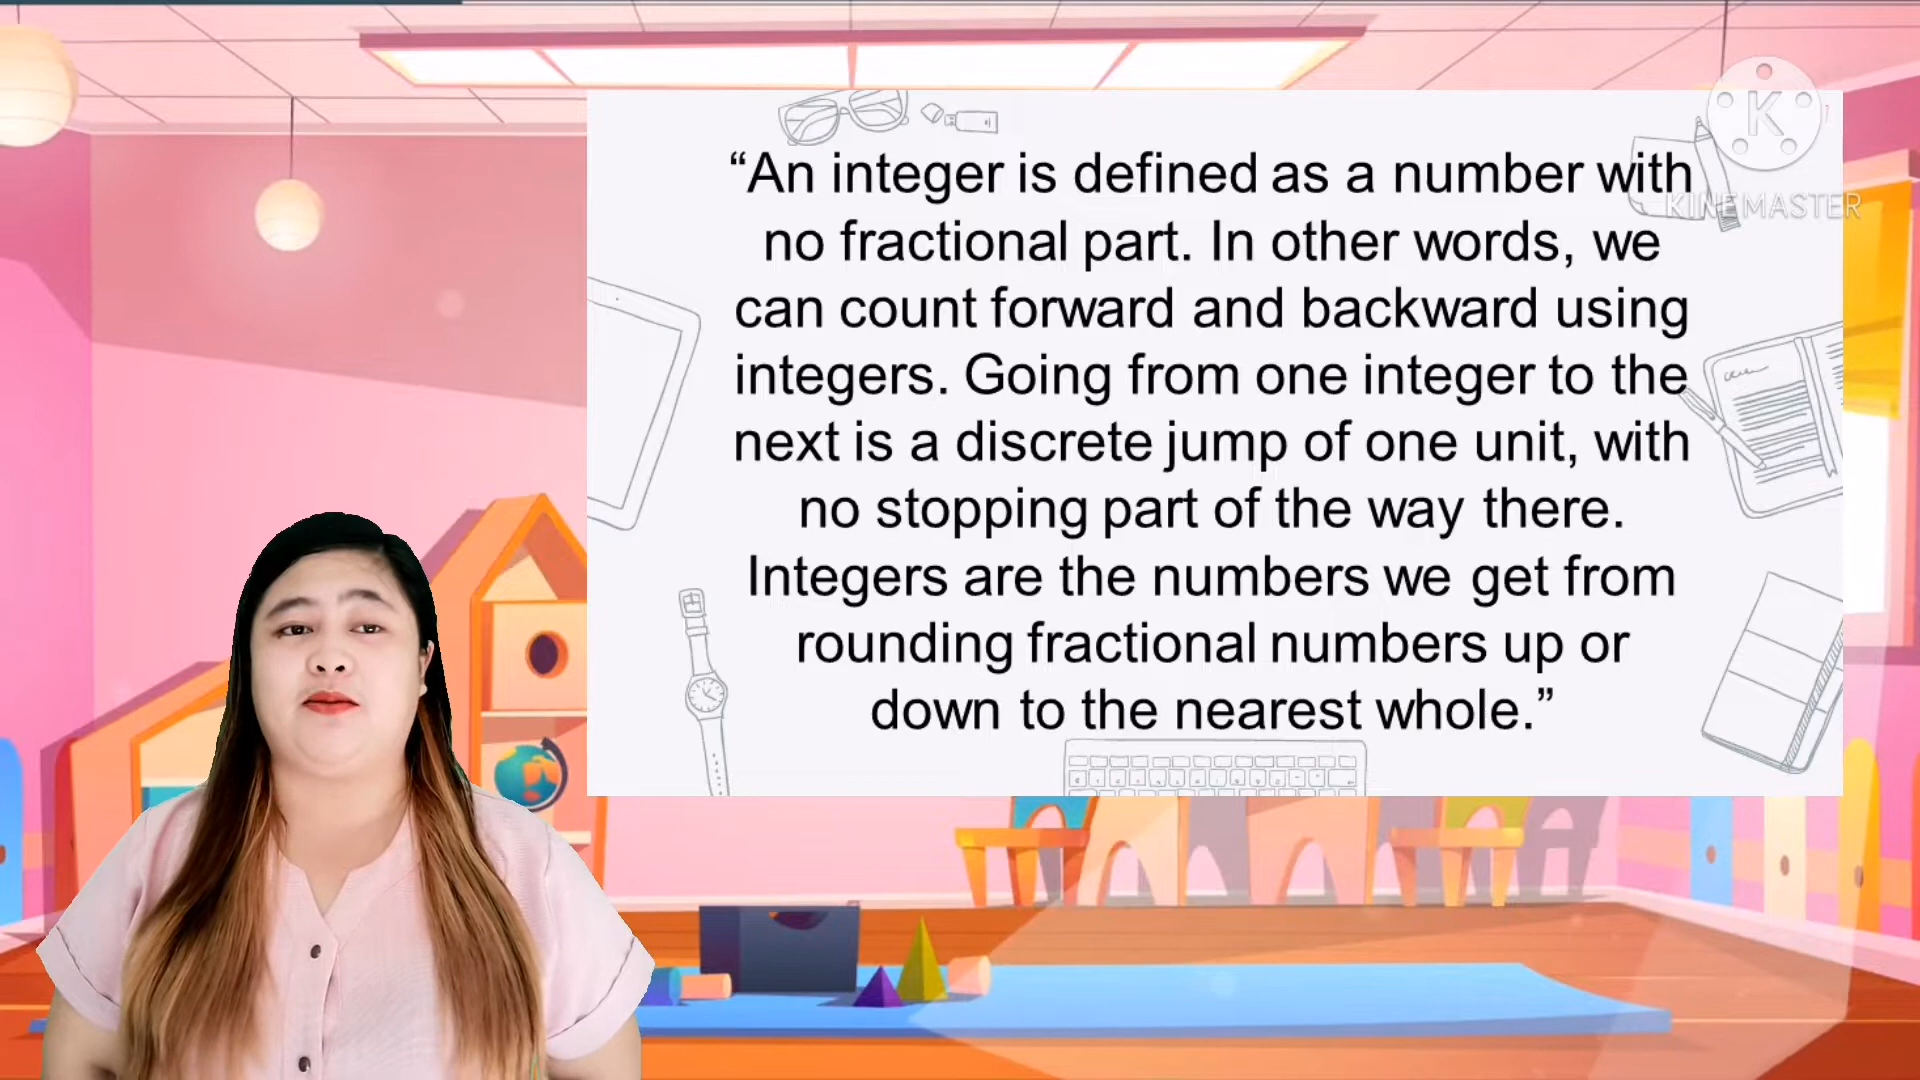 “An integer is defined as a number with
no fractional part. In other words, we
can count forward and backward using
integers. Going from one integer to the
next is a discrete jump of one unit, with
no stopping part of the way there.
Integers are the numbers we get from
rounding fractional numbers up or
down to the nearest whole.”
K
KINEMASTER